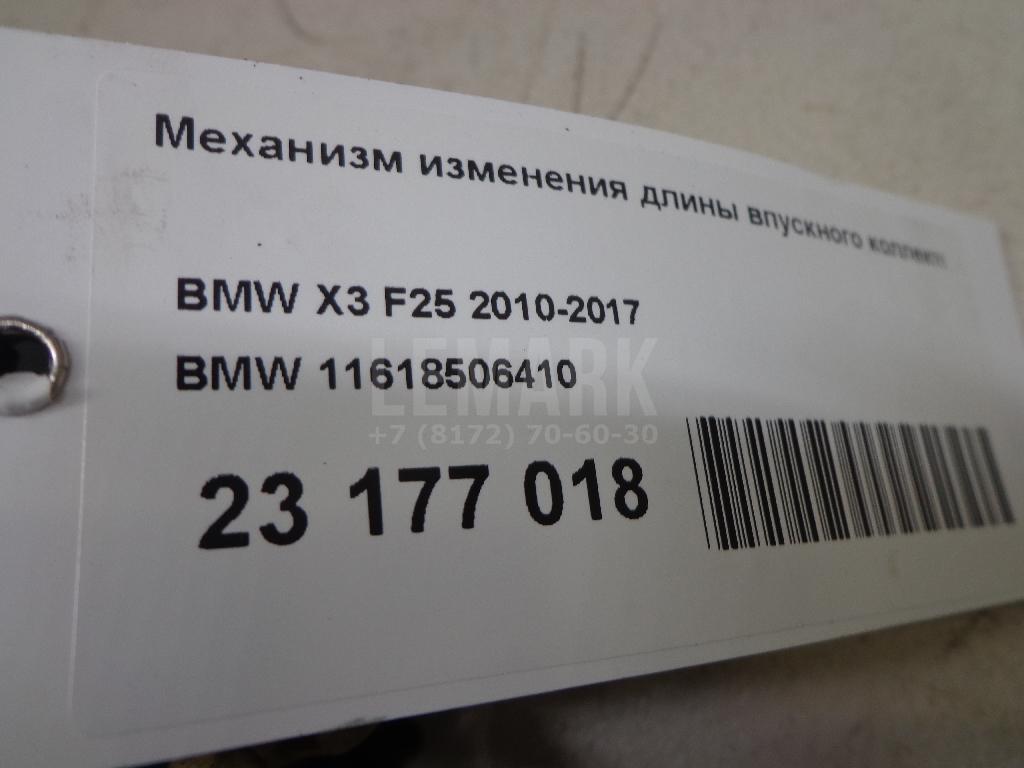 Механизм изменения длины впускного коллект
BMW X3 F25 2010-2017
BMW 11618506410
LEMARK
+7 (8172) 70-60-30
23 177 018